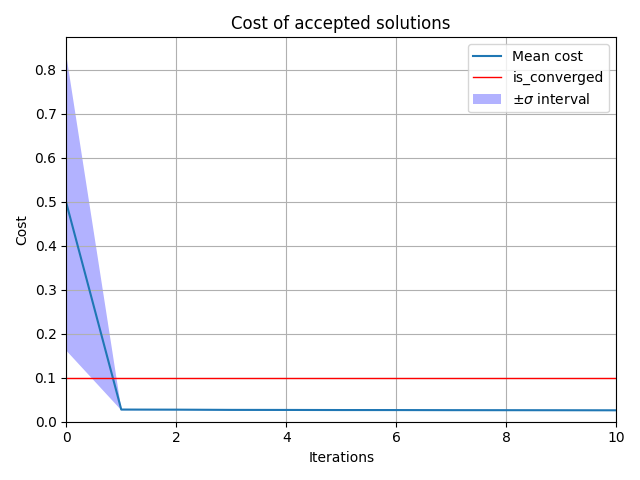 Cost of accepted solutions
Mean cost
is_converged
±σ interval
Cost
0.8
0.7
0.6
0.5
0.4
0.3
0.2
0.1
0.0
0 2 4 6 8 10
Iterations